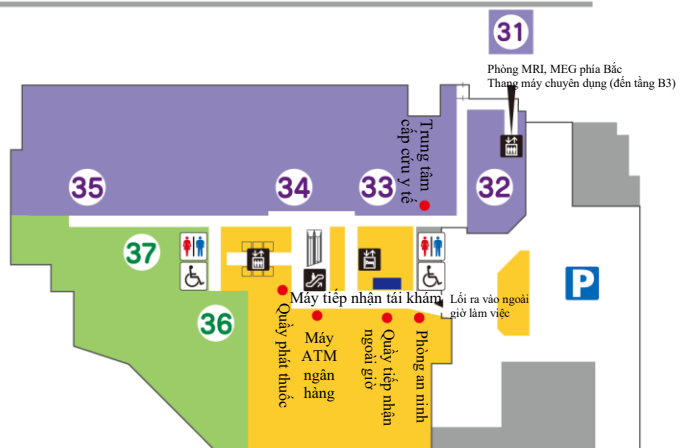 31
Phòng MRI, MEG phía Bắc
Thang máy chuyên dụng (đến tầng B3)
Trung tâm
cấp cứu y tế
35
34
33
32
37
36
P
Máy tiếp nhận tái khám
Lối ra vào ngoài
giờ làm việc
Quầy phát thuốc
Máy
ATM
ngân
hàng
Quầy tiếp nhận
ngoài giờ
Phòng an ninh